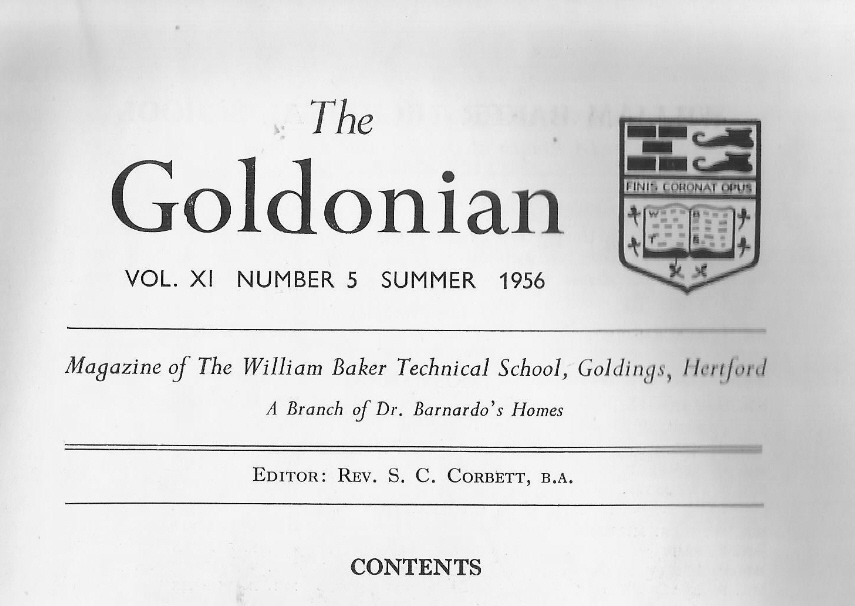 The
Goldonian
VOL. XI NUMBER 5 SUMMER 1956
FINIS CORONAT OPUS
W B
T S
Magazine of The William Baker Technical School, Goldings, Hertford
A Branch of Dr. Barnardo's Homes
EDITOR: REV. S. C. CORBETT, B.A.
CONTENTS